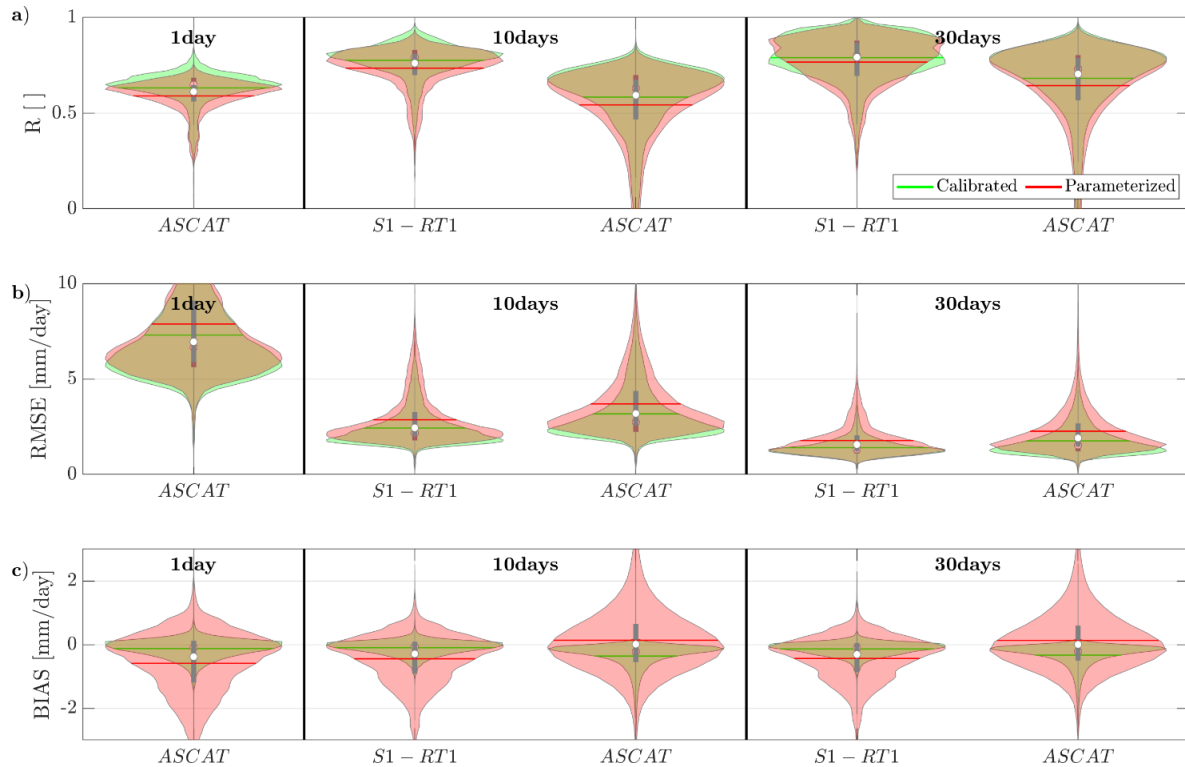 a)
1day 10days 30days
R [ ]
1
0.5
0
Calibrated Parameterized
ASCAT S1 − RT1 ASCAT S1 − RT1 ASCAT
b)
1day 10days 30days
RMSE [mm/day]
10
5
0
ASCAT S1 − RT1 ASCAT S1 − RT1 ASCAT
c)
1day 10days 30days
BIAS [mm/day]
2
0
-2
ASCAT S1 − RT1 ASCAT S1 − RT1 ASCAT